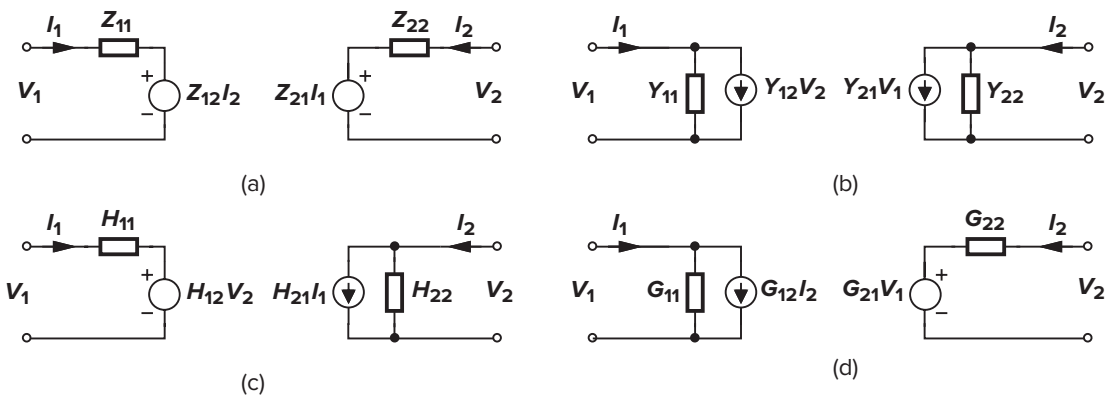 I1 Z11 Z22 I2
V1 + − Z12I2 Z21I1 + − V2
(a)
I1 I2
V1 Y11 Y12V2 Y21V1 Y22 V2
(b)
I1 H11 I2
V1 + − H12V2 H21I1 H22 V2
(c)
I1 G22 I2
V1 G11 G12I2 G21V1 + − V2
(d)